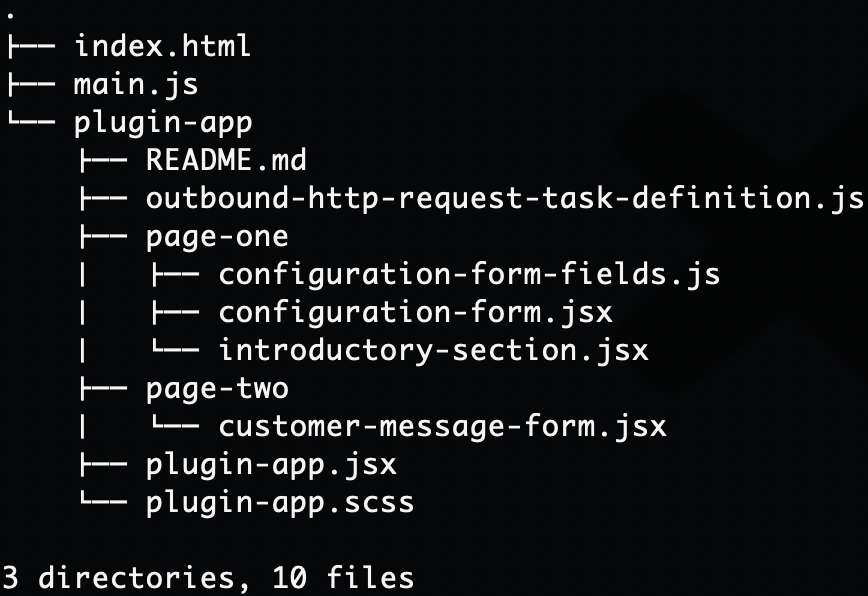 .
├── index.html
├── main.js
└── plugin-app
    ├── README.md
    ├── outbound-http-request-task-definition.js
    ├── page-one
    │   ├── configuration-form-fields.js
    │   ├── configuration-form.jsx
    │   └── introductory-section.jsx
    ├── page-two
    │   └── customer-message-form.jsx
    ├── plugin-app.jsx
    └── plugin-app.scss

3 directories, 10 files